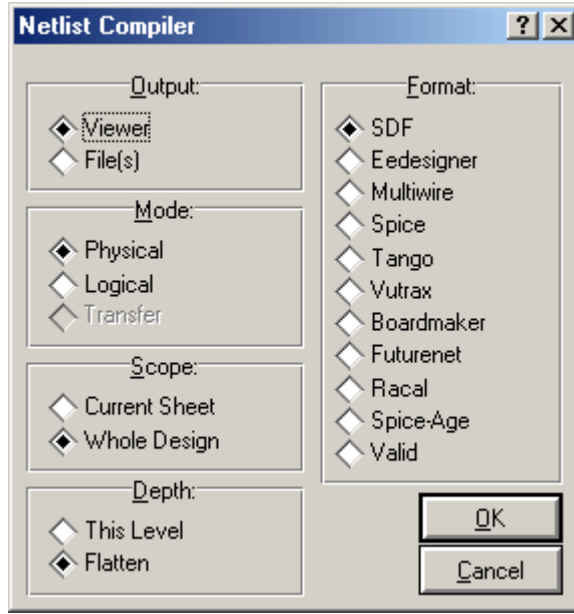 Netlist Compiler
Output:
Viewer
File(s)
Mode:
Physical
Logical
Transfer
Scope:
Current Sheet
Whole Design
Depth:
This Level
Flatten
Format:
SDF
Eedesigner
Multiwire
Spice
Tango
Vutrax
Boardmaker
Futurenet
Racal
Spice-Age
Valid
OK
Cancel